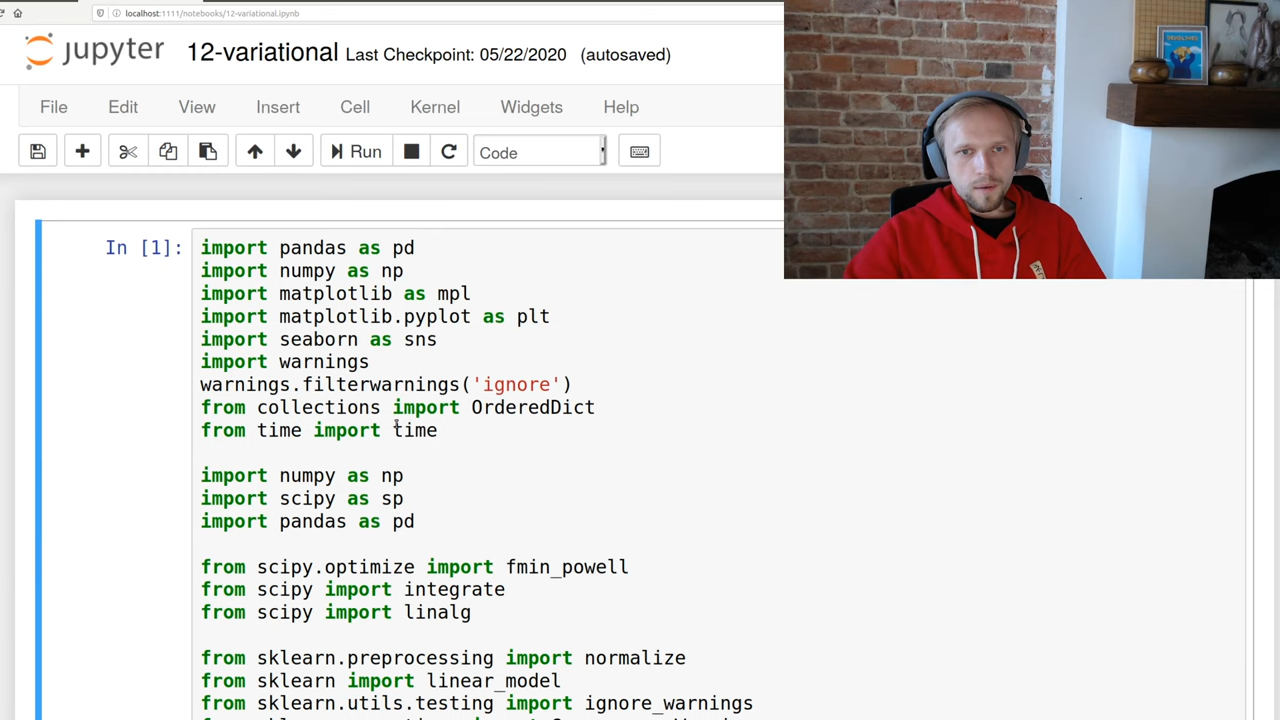 localhost:1111/notebooks/12-variational.ipynb
jupyter 12-variational Last Checkpoint: 05/22/2020 (autosaved)
File Edit View Insert Cell Kernel Widgets Help
Run Code
In [1]: import pandas as pd
import numpy as np
import matplotlib as mpl
import matplotlib.pyplot as plt
import seaborn as sns
import warnings
warnings.filterwarnings('ignore')
from collections import OrderedDict
from time import time
import numpy as np
import scipy as sp
import pandas as pd
from scipy.optimize import fmin_powell
from scipy import integrate
from scipy import linalg
from sklearn.preprocessing import normalize
from sklearn import linear_model
from sklearn.utils.testing import ignore_warnings